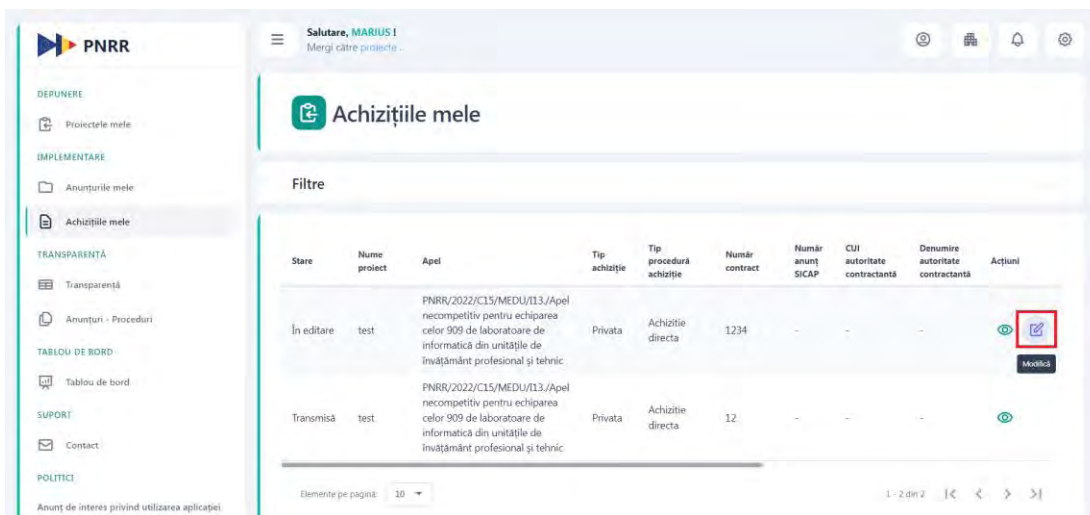 PNRR
Salutare, MARIUS !
Mergi către proiecte .
DEPUNERE
Proiectele mele
IMPLEMENTARE
Anunțurile mele
Achizițiile mele
TRANSPARENȚĂ
Transparență
Anunțuri - Proceduri
TABLOU DE BORD
Tablou de bord
SUPORT
Contact
POLITICI
Anunț de interes privind utilizarea aplicației
Achizițiile mele
Filtre
Stare Nume proiect Apel Tip achiziție Tip procedură achiziție Număr contract Număr anunț SICAP CUI autoritate contractantă Denumire autoritate contractantă Acțiuni
PNRR/2022/C15/MEDU/I13./Apel
necompetitiv pentru echiparea
celor 909 de laboratoare de
informatică din unitățile de
învățământ profesional și tehnic
În editare test Privata Achizitie directa 1234 - - -
Modifică
PNRR/2022/C15/MEDU/I13./Apel
necompetitiv pentru echiparea
celor 909 de laboratoare de
informatică din unitățile de
învățământ profesional și tehnic
Transmisă test Privata Achizitie directa 12 - - -
Elemente pe pagină: 10
1 - 2 din 2